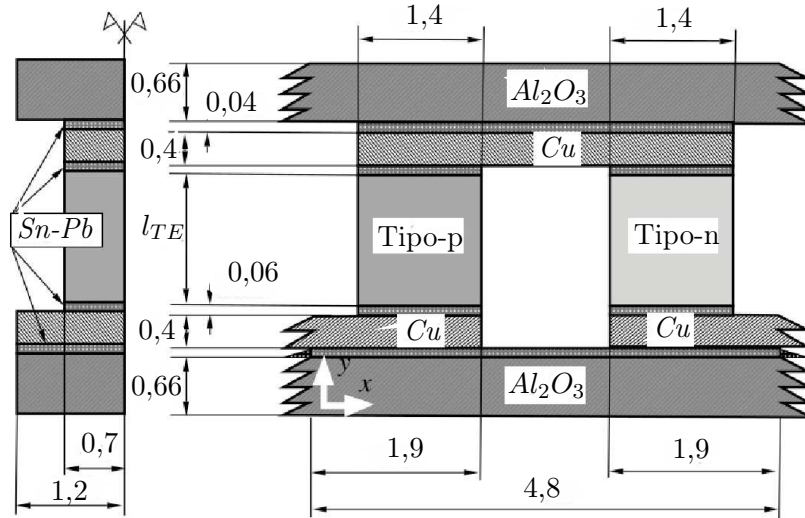 1,4
1,4
0,66
0,04
Al₂O₃
0,4
Cu
Sn-Pb
l_TE
Tipo-p
Tipo-n
0,06
0,4
Cu
Cu
0,66
y
x
Al₂O₃
0,7
1,9
1,9
1,2
4,8